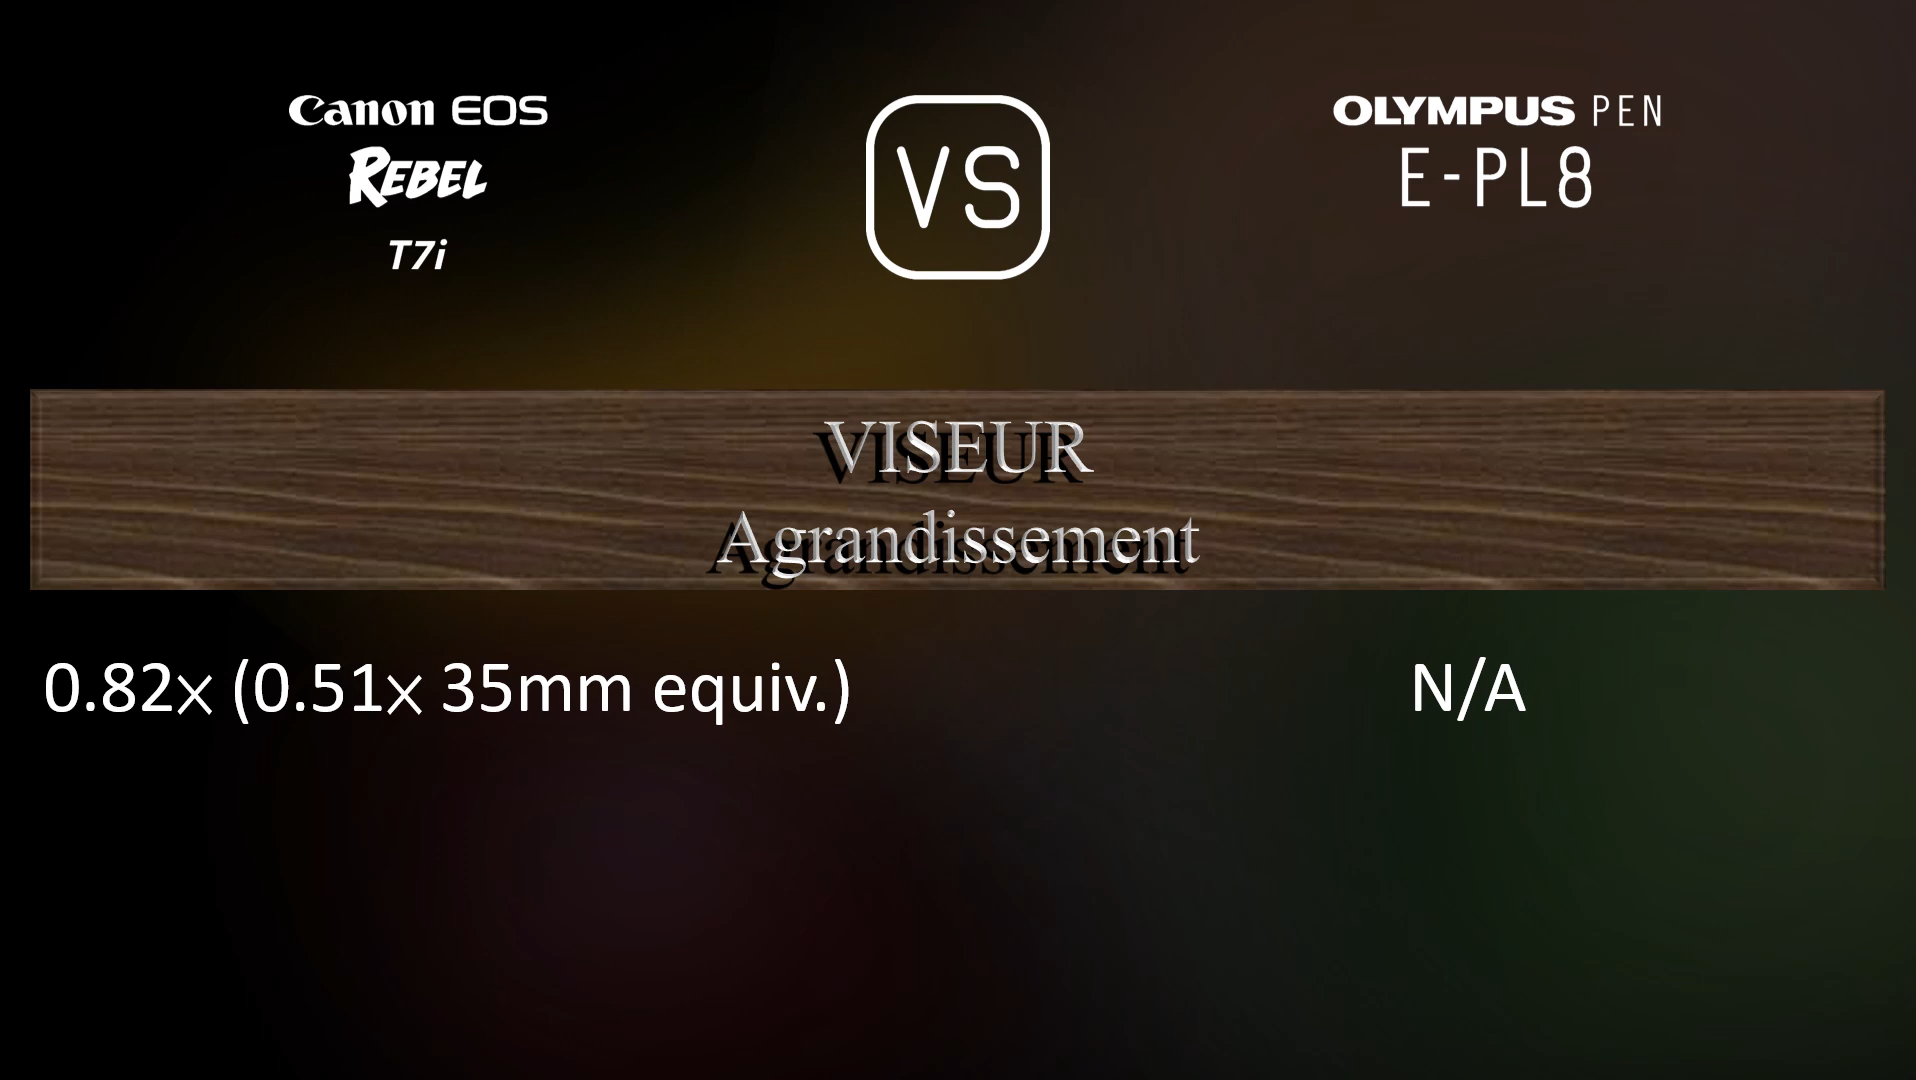 Canon EOS
REBEL
T7i
VS
OLYMPUS PEN
E-PL8
VISEUR
Agrandissement
0.82x (0.51x 35mm equiv.)
N/A